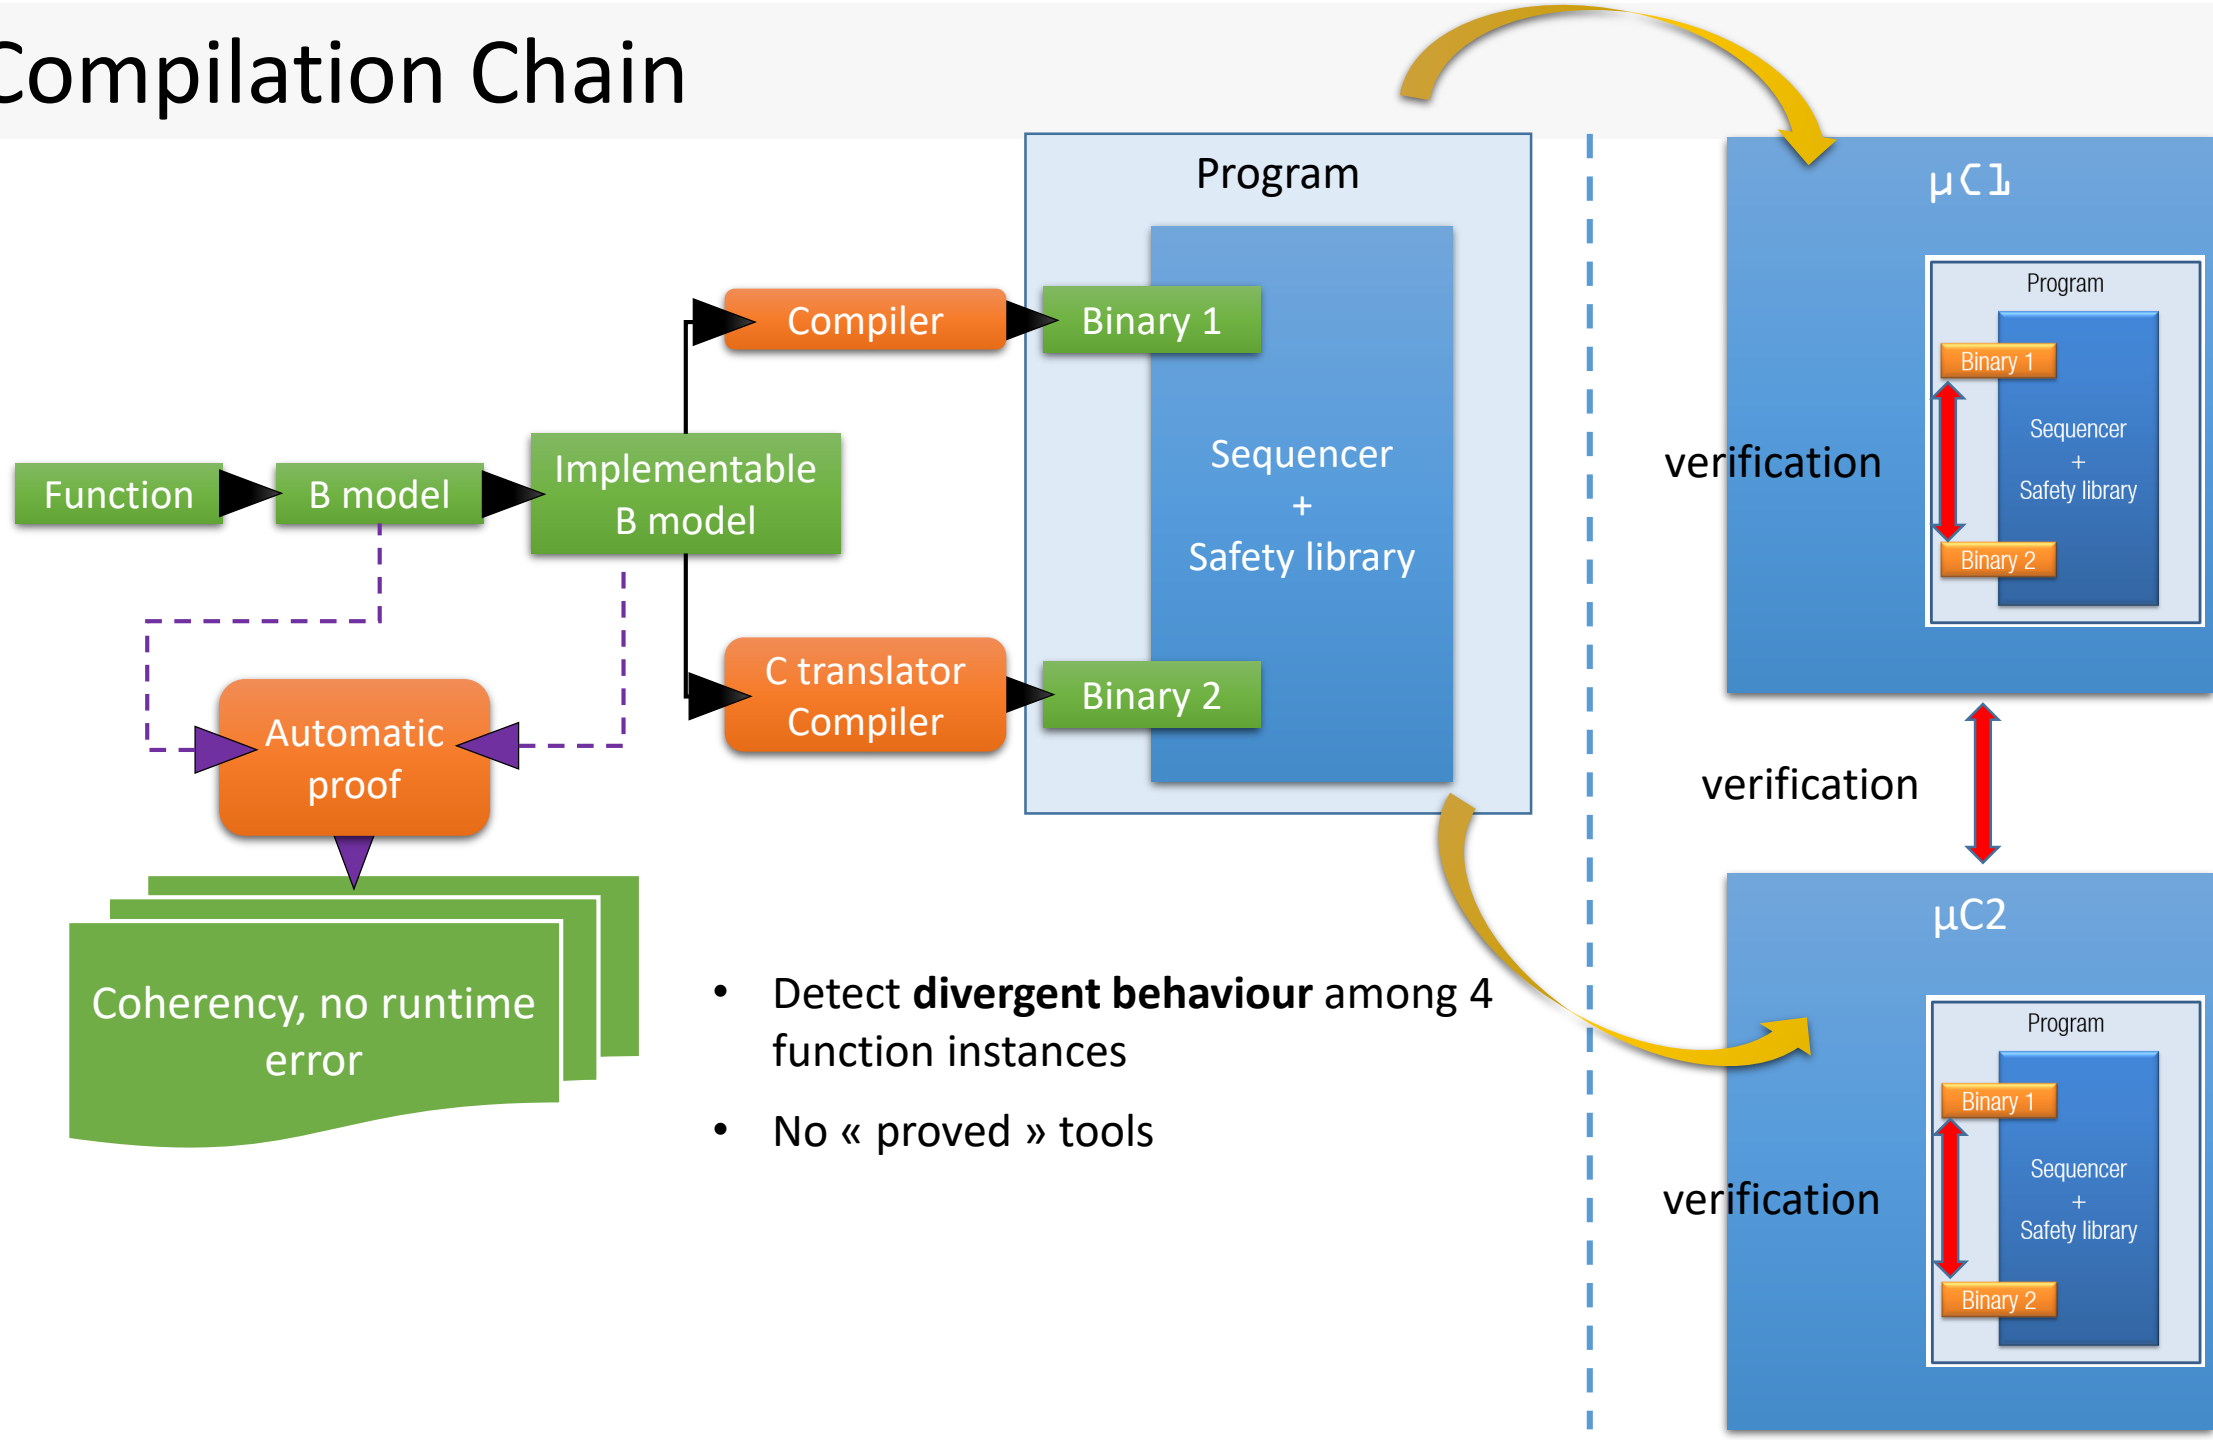 Compilation Chain
Program
Compiler
Binary 1
Function
B model
Implementable
B model
Sequencer
+
Safety library
C translator
Compiler
Binary 2
Automatic
proof
Coherency, no runtime
error
• Detect divergent behaviour among 4
function instances
• No « proved » tools
µC1
Program
Binary 1
Sequencer
+
Safety library
Binary 2
verification
verification
µC2
Program
Binary 1
Sequencer
+
Safety library
Binary 2
verification